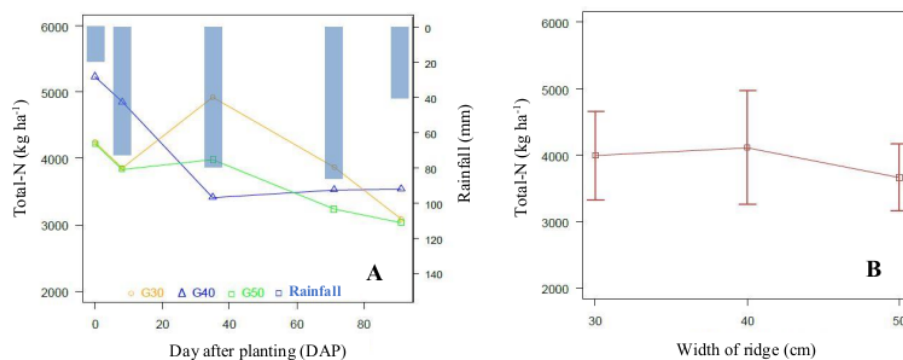 6000
5000
4000
3000
2000
Total-N (kg ha-1)
0
20
40
60
80
100
120
140
Rainfall (mm)
G30 G40 G50 Rainfall
A
0 20 40 60 80
Day after planting (DAP)
6000
5000
4000
3000
2000
Total-N (kg ha-1)
B
30 40 50
Width of ridge (cm)